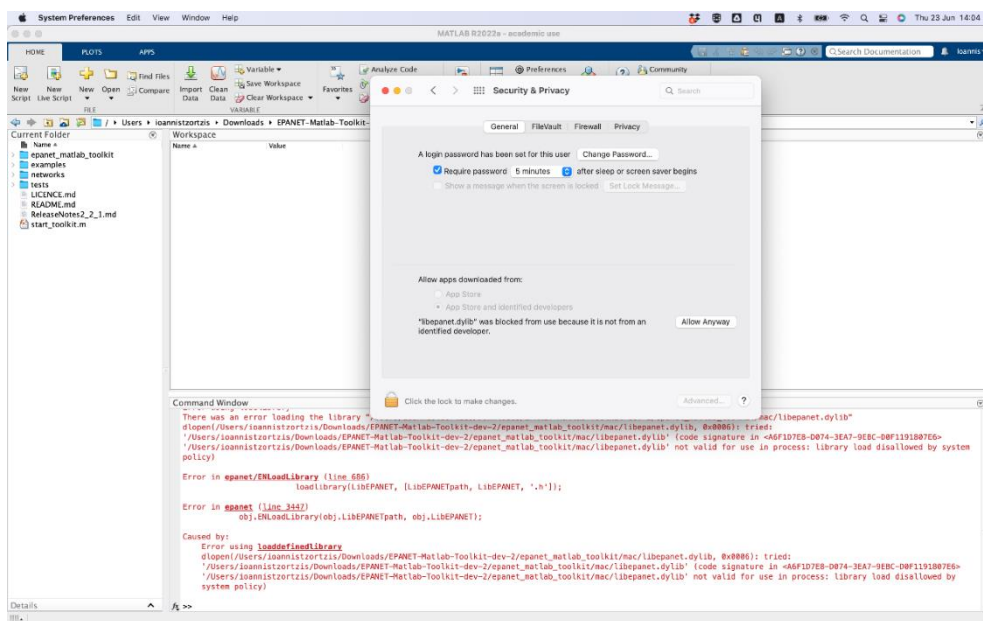 System Preferences Edit View Window Help
Thu 23 Jun 14:04
MATLAB R2022a - academic use
HOME PLOTS APPS
Search Documentation
Ioannis
New Script
New Live Script
New
Open
Find Files
Compare
FILE
Import Data
Clean Data
Variable
Save Workspace
Clear Workspace
VARIABLE
Favorites
Analyze Code
Preferences
Community
/ Users ioannistzortzis Downloads EPANET-Matlab-Toolkit-
Current Folder
Name
epanet_matlab_toolkit
examples
networks
tests
LICENCE.md
README.md
ReleaseNotes2_2_1.md
start_toolkit.m
Details
Workspace
Name Value
Security & Privacy
Search
General FileVault Firewall Privacy
A login password has been set for this user Change Password...
Require password 5 minutes after sleep or screen saver begins
Show a message when the screen is locked Set Lock Message...
Allow apps downloaded from:
App Store
App Store and identified developers
"libepanet.dylib" was blocked from use because it is not from an
identified developer.
Allow Anyway
Click the lock to make changes.
Advanced...
?
Command Window
There was an error loading the library "
mac/libepanet.dylib"
dlopen(/Users/ioannistzortzis/Downloads/EPANET-Matlab-Toolkit-dev-2/epanet_matlab_toolkit/mac/libepanet.dylib, 0x0006): tried:
'/Users/ioannistzortzis/Downloads/EPANET-Matlab-Toolkit-dev-2/epanet_matlab_toolkit/mac/libepanet.dylib' (code signature in <A6F1D7E8-D074-3EA7-9EBC-D0F1191807E6>
'/Users/ioannistzortzis/Downloads/EPANET-Matlab-Toolkit-dev-2/epanet_matlab_toolkit/mac/libepanet.dylib' not valid for use in process: library load disallowed by system
policy)
Error in epanet/ENLoadLibrary (line 686)
loadlibrary(LibEPANET, [LibEPANETpath, LibEPANET, '.h']);
Error in epanet (line 3447)
obj.ENLoadLibrary(obj.LibEPANETpath, obj.LibEPANET);
Caused by:
Error using loaddefinedlibrary
dlopen(/Users/ioannistzortzis/Downloads/EPANET-Matlab-Toolkit-dev-2/epanet_matlab_toolkit/mac/libepanet.dylib, 0x0006): tried:
'/Users/ioannistzortzis/Downloads/EPANET-Matlab-Toolkit-dev-2/epanet_matlab_toolkit/mac/libepanet.dylib' (code signature in <A6F1D7E8-D074-3EA7-9EBC-D0F1191807E6>
'/Users/ioannistzortzis/Downloads/EPANET-Matlab-Toolkit-dev-2/epanet_matlab_toolkit/mac/libepanet.dylib' not valid for use in process: library load disallowed by
system policy)
fx >>